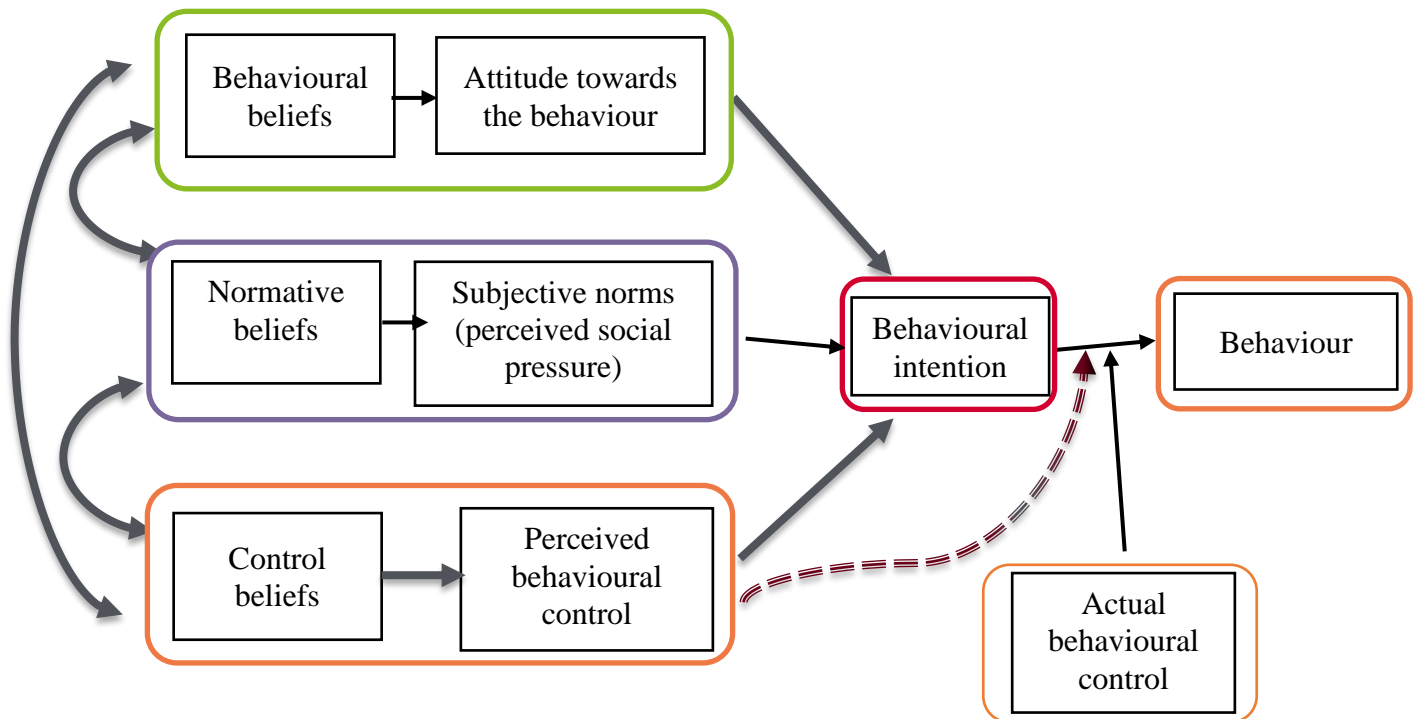 Behavioural
beliefs
Attitude towards
the behaviour
Normative
beliefs
Subjective norms
(perceived social
pressure)
Behavioural
intention
Behaviour
Control
beliefs
Perceived
behavioural
control
Actual
behavioural
control